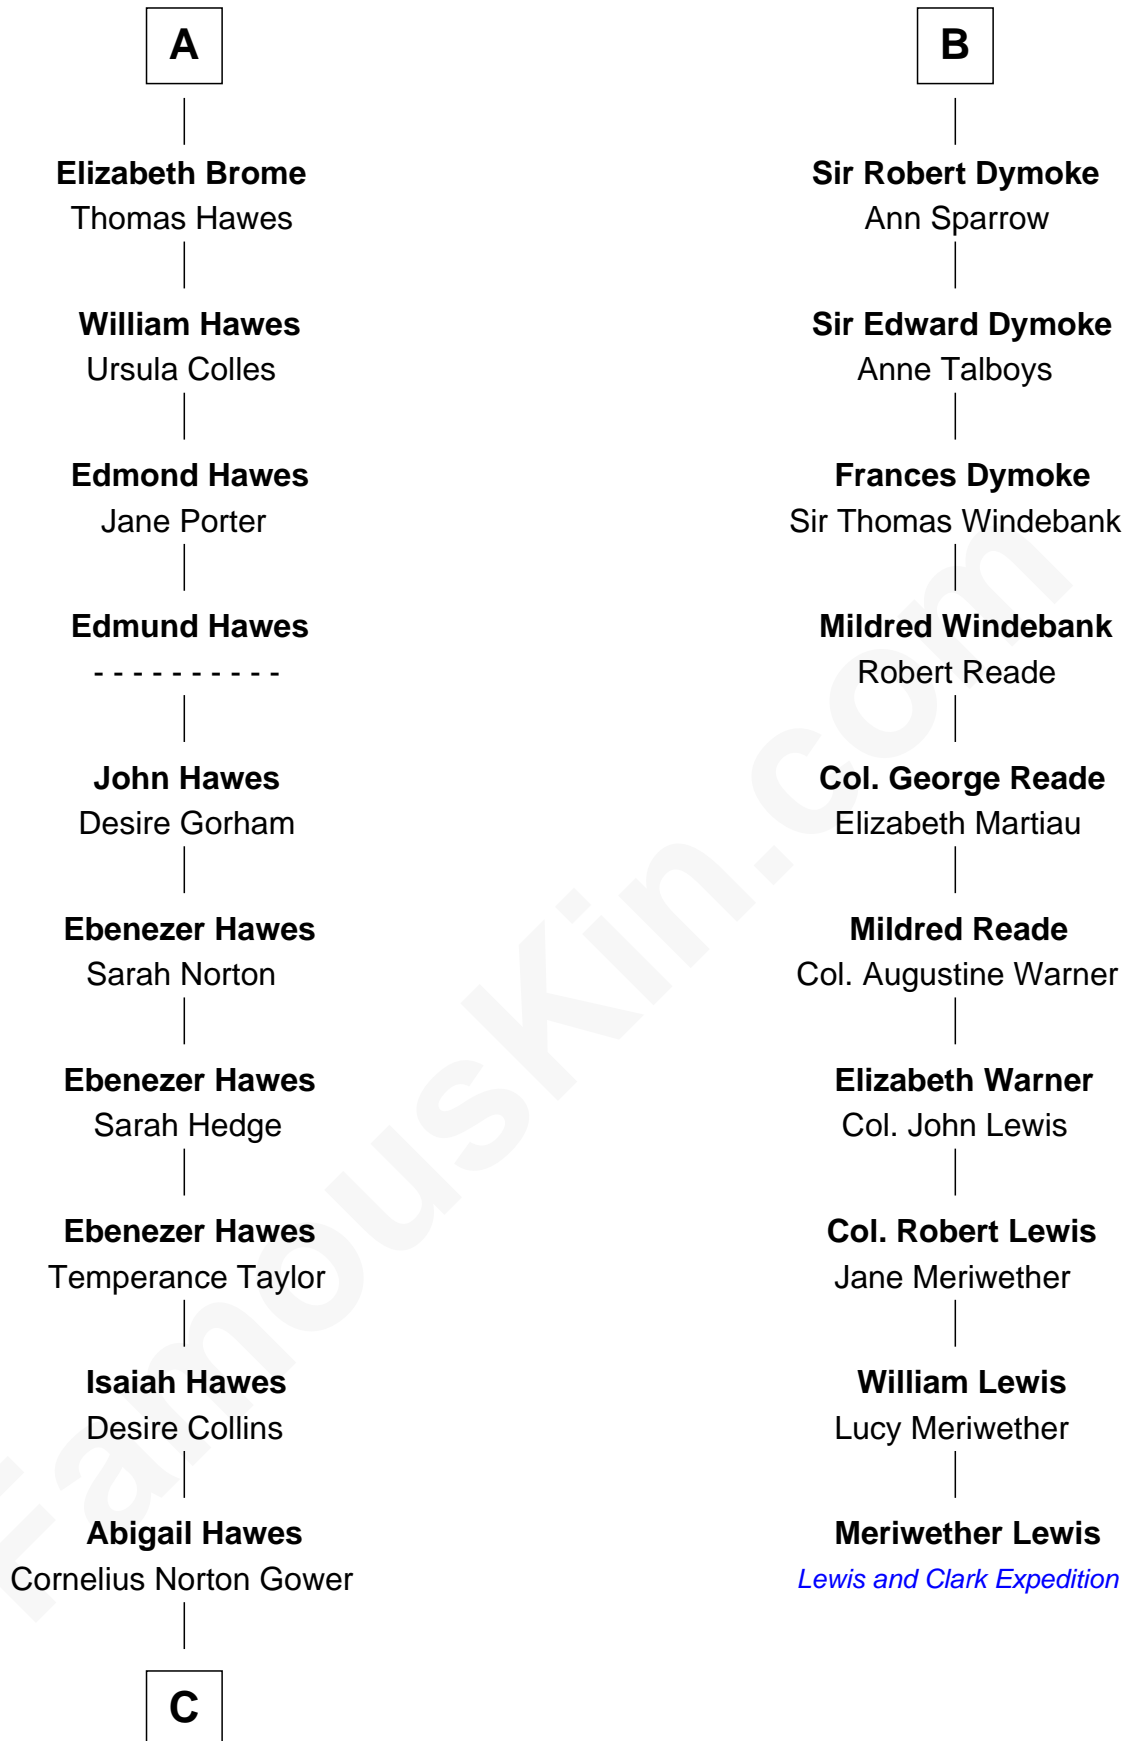 A
Elizabeth Brome
Thomas Hawes
William Hawes
Ursula Colles
Edmond Hawes
Jane Porter
Edmund Hawes
- - - - - - - - - -
John Hawes
Desire Gorham
Ebenezer Hawes
Sarah Norton
Ebenezer Hawes
Sarah Hedge
Ebenezer Hawes
Temperance Taylor
Isaiah Hawes
Desire Collins
Abigail Hawes
Cornelius Norton Gower
C
B
Sir Robert Dymoke
Ann Sparrow
Sir Edward Dymoke
Anne Talboys
Frances Dymoke
Sir Thomas Windebank
Mildred Windebank
Robert Reade
Col. George Reade
Elizabeth Martiau
Mildred Reade
Col. Augustine Warner
Elizabeth Warner
Col. John Lewis
Col. Robert Lewis
Jane Meriwether
William Lewis
Lucy Meriwether
Meriwether Lewis
Lewis and Clark Expedition
FamousKin.com